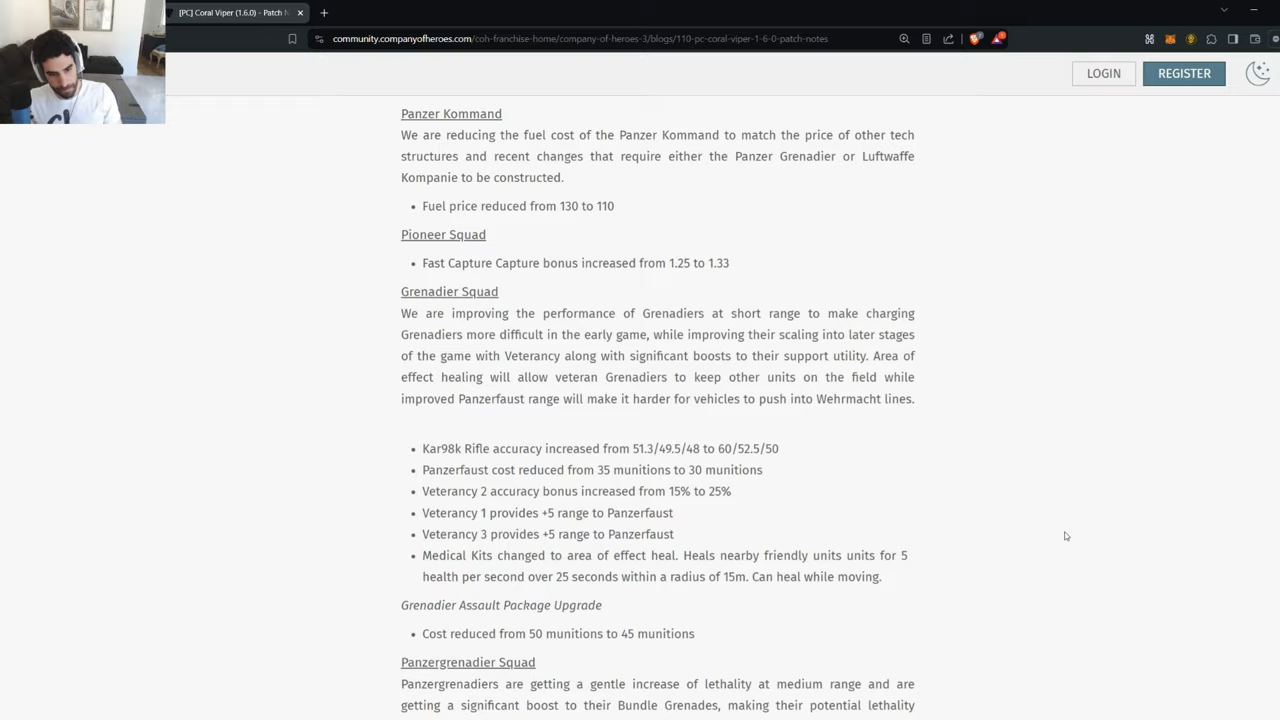 [PC] Coral Viper (1.6.0) - Patch N
community.companyofheroes.com/coh-franchise-home/company-of-heroes-3/blogs/110-pc-coral-viper-1-6-0-patch-notes
LOGIN
REGISTER
Panzer Kommand
We are reducing the fuel cost of the Panzer Kommand to match the price of other tech
structures and recent changes that require either the Panzer Grenadier or Luftwaffe
Kompanie to be constructed.
• Fuel price reduced from 130 to 110
Pioneer Squad
• Fast Capture Capture bonus increased from 1.25 to 1.33
Grenadier Squad
We are improving the performance of Grenadiers at short range to make charging
Grenadiers more difficult in the early game, while improving their scaling into later stages
of the game with Veterancy along with significant boosts to their support utility. Area of
effect healing will allow veteran Grenadiers to keep other units on the field while
improved Panzerfaust range will make it harder for vehicles to push into Wehrmacht lines.
• Kar98k Rifle accuracy increased from 51.3/49.5/48 to 60/52.5/50
• Panzerfaust cost reduced from 35 munitions to 30 munitions
• Veterancy 2 accuracy bonus increased from 15% to 25%
• Veterancy 1 provides +5 range to Panzerfaust
• Veterancy 3 provides +5 range to Panzerfaust
• Medical Kits changed to area of effect heal. Heals nearby friendly units units for 5
health per second over 25 seconds within a radius of 15m. Can heal while moving.
Grenadier Assault Package Upgrade
• Cost reduced from 50 munitions to 45 munitions
Panzergrenadier Squad
Panzergrenadiers are getting a gentle increase of lethality at medium range and are
getting a significant boost to their Bundle Grenades, making their potential lethality